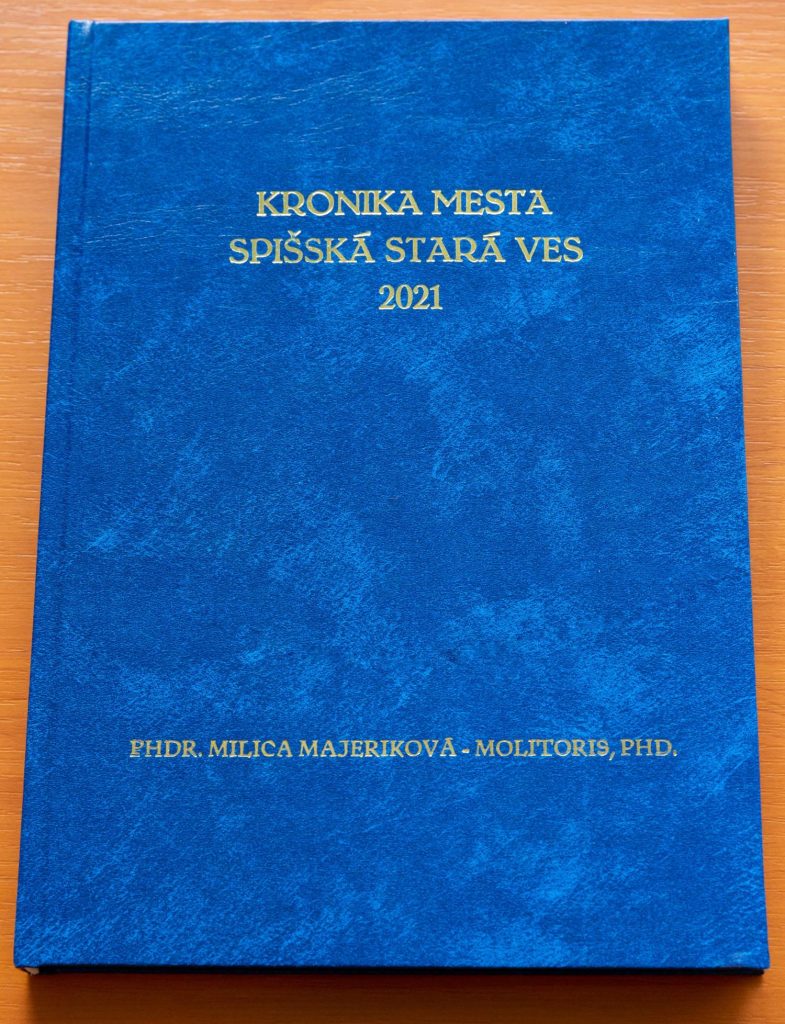 KRONIKA MESTA
SPIŠSKÁ STARÁ VES
2021
PHDR. MILICA MAJERIKOVÁ - MOLITORIS, PHD.